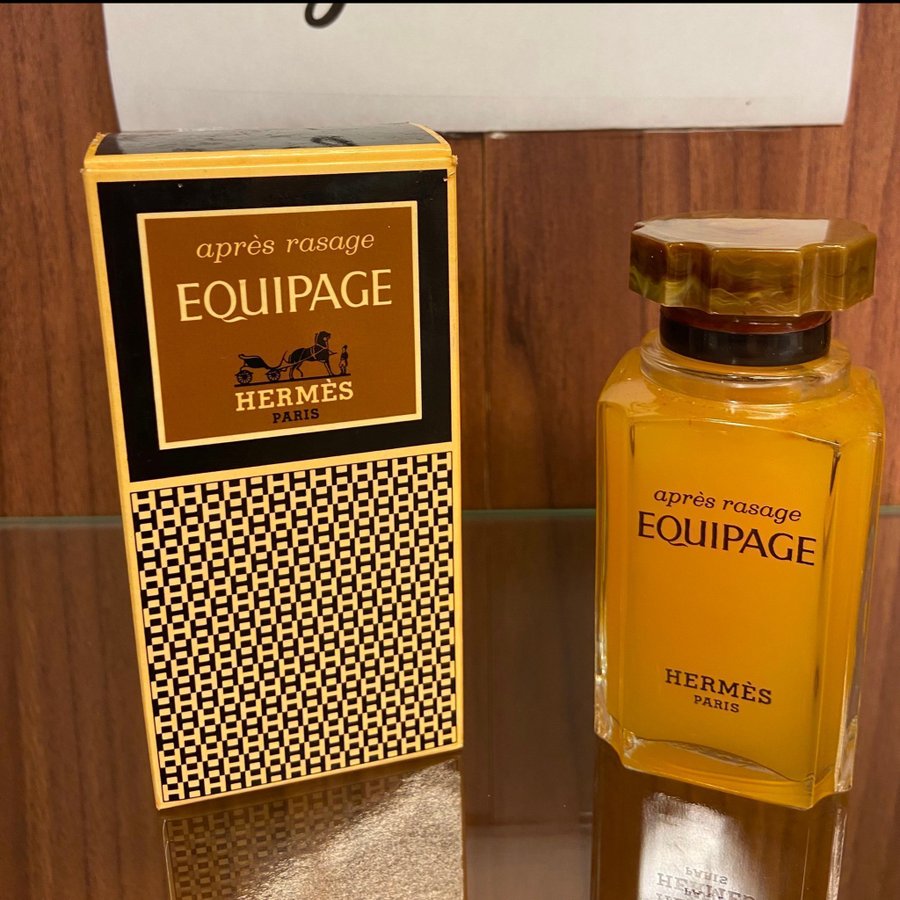 après rasage
EQUIPAGE
HERMÈS
PARIS
après rasage
EQUIPAGE
HERMÈS
PARIS